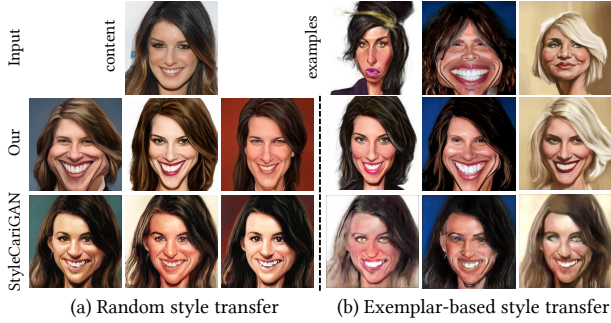 Input
content
examples
Our
StyleCariGAN
(a) Random style transfer
(b) Exemplar-based style transfer